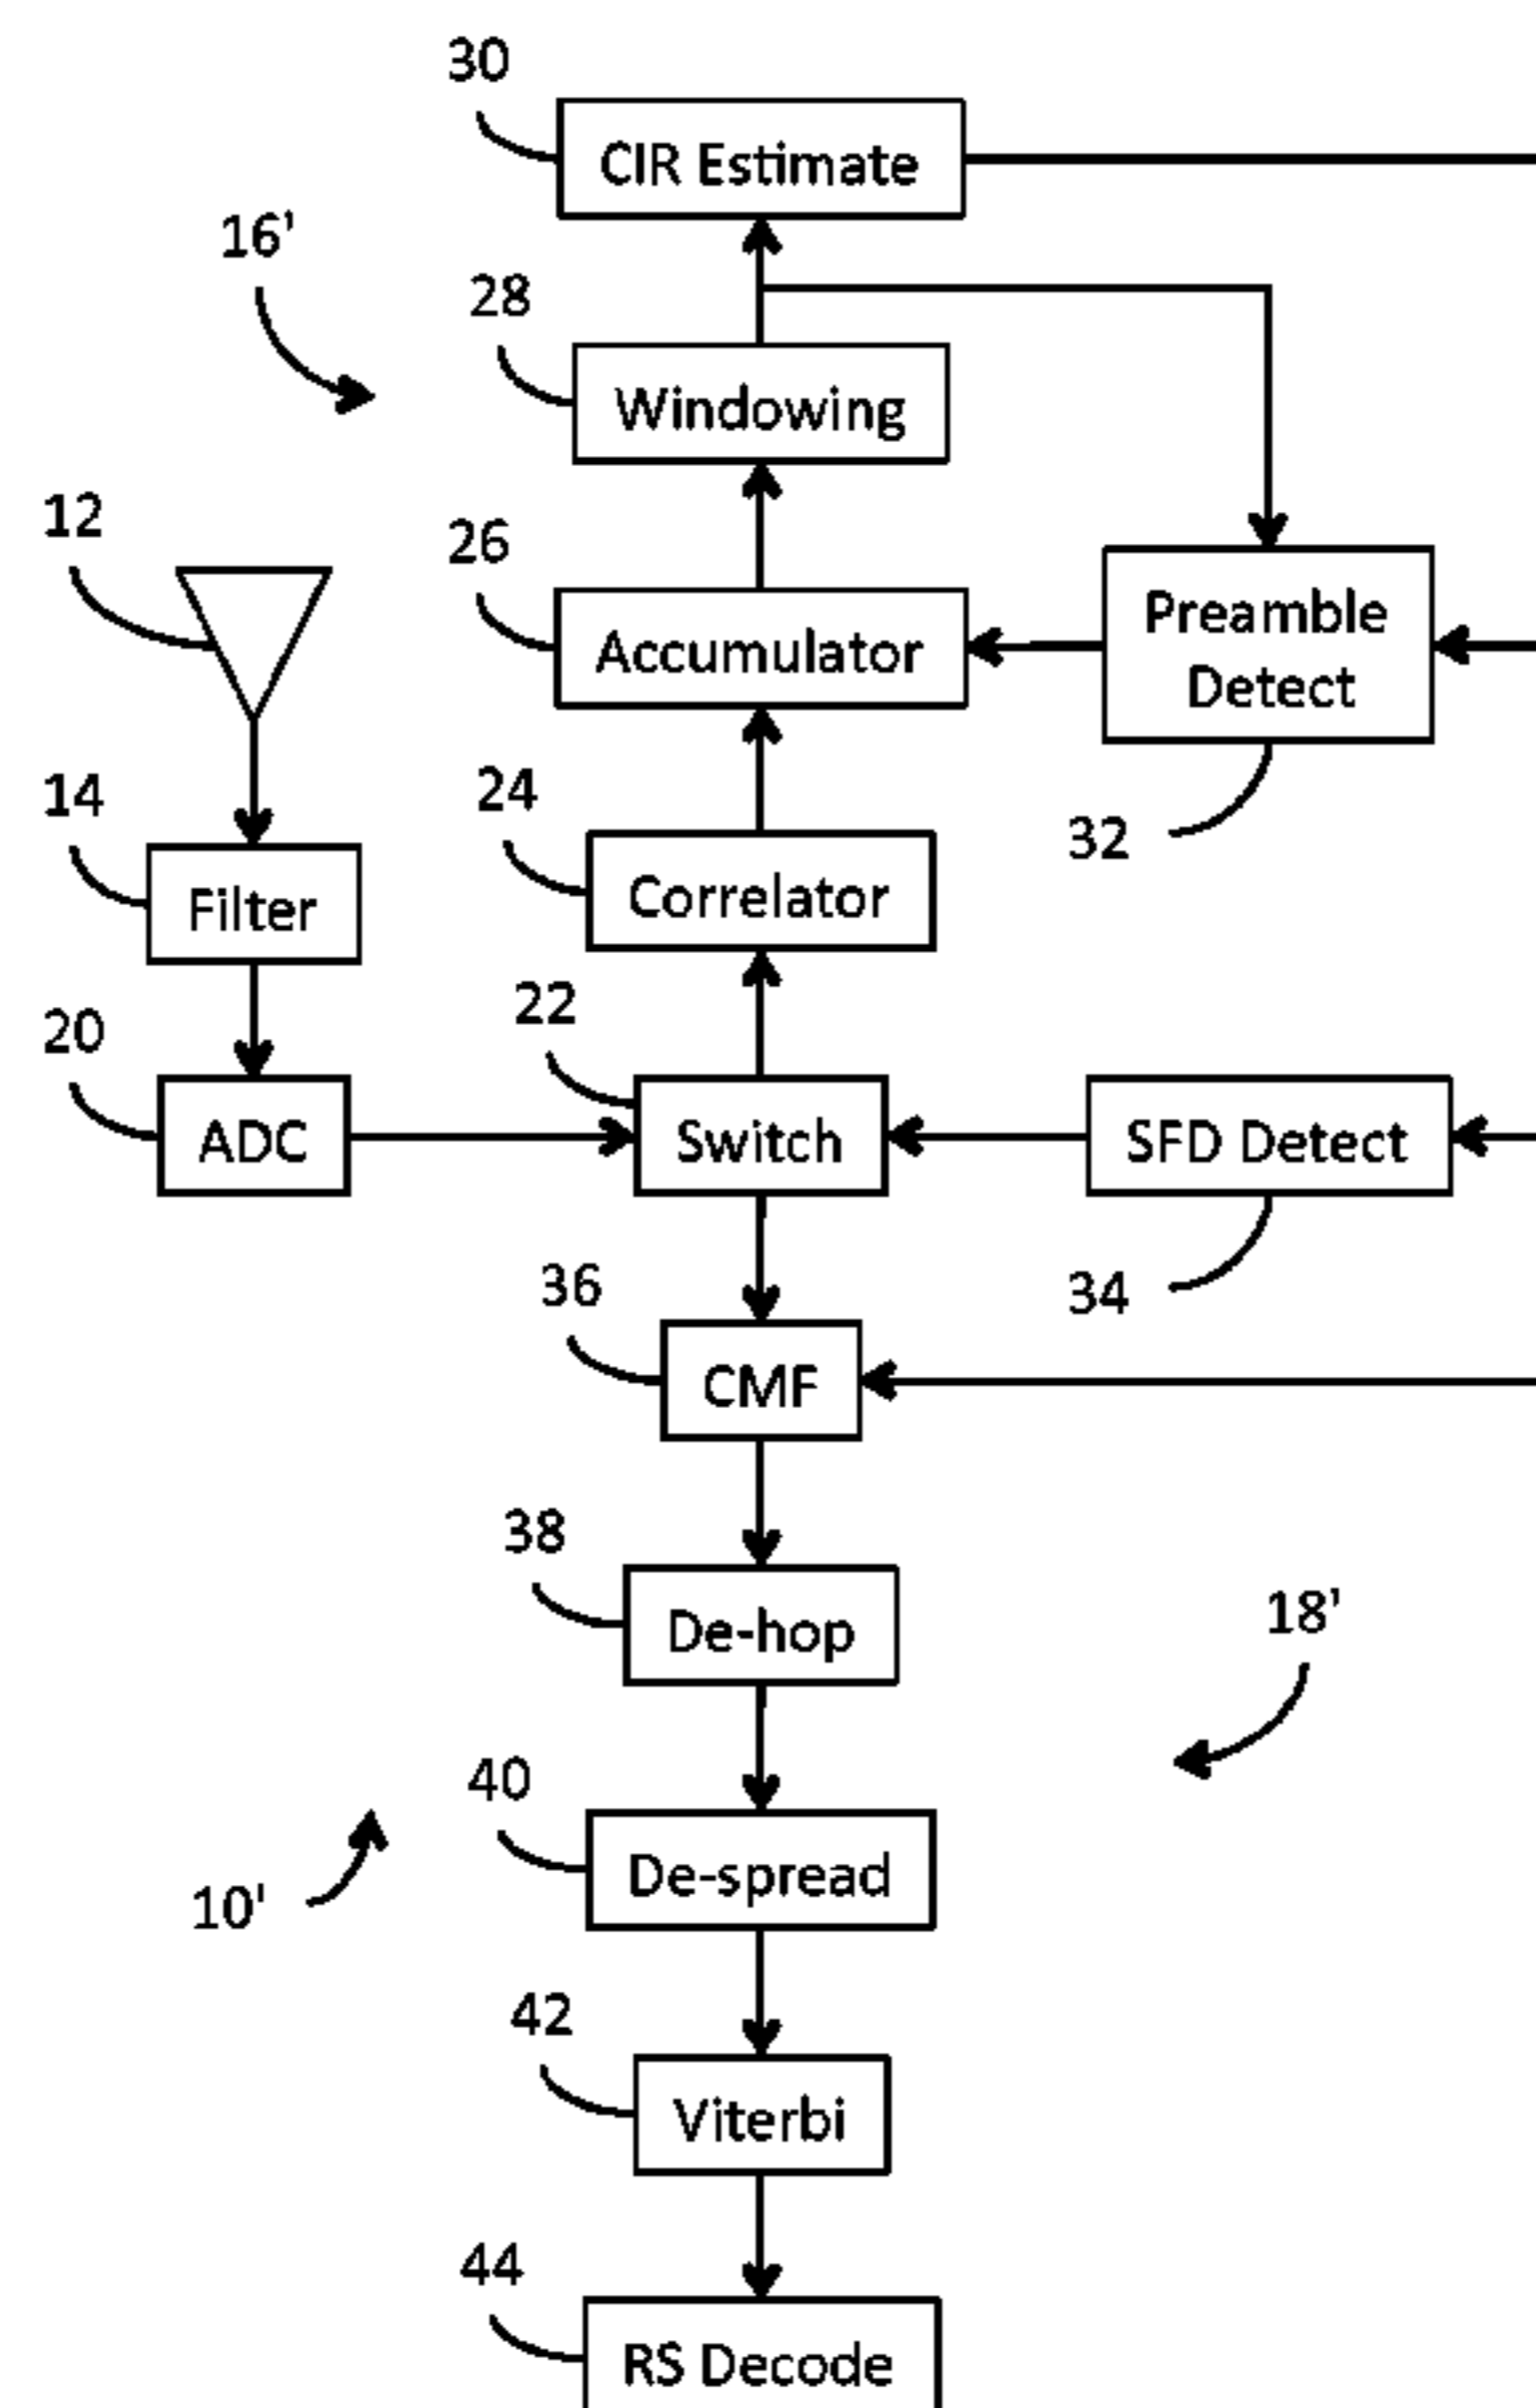 30
CIR Estimate
16'
28
Windowing
12
26
Accumulator
Preamble
Detect
14
24
32
Filter
Correlator
20
22
ADC
Switch
SFD Detect
36
34
CMF
38
De-hop
18'
40
10'
De-spread
42
Viterbi
44
RS Decode